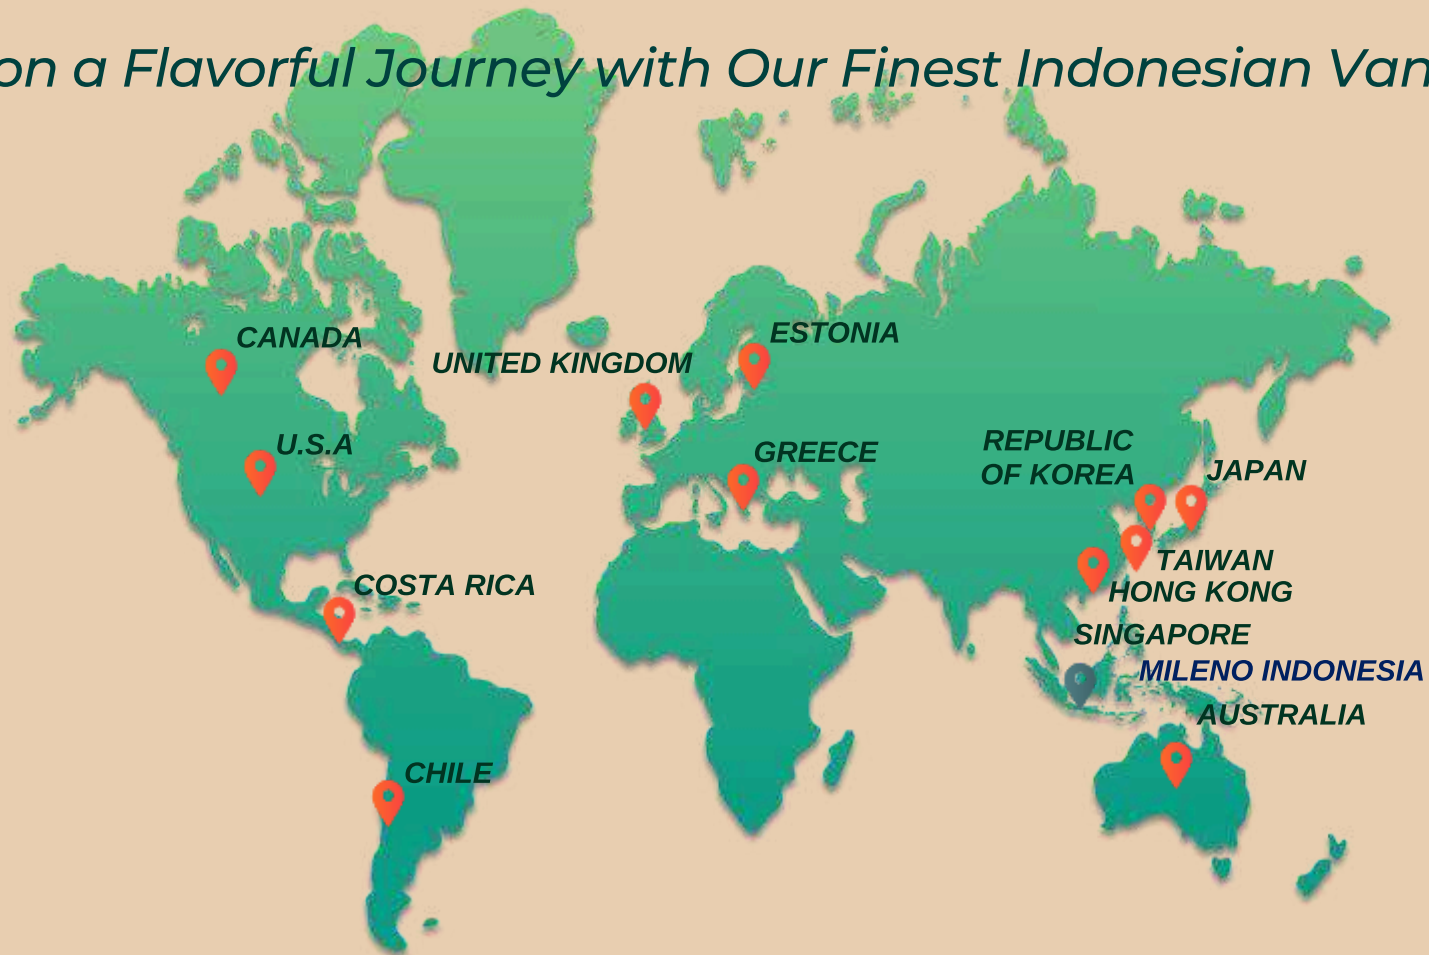 on a Flavorful Journey with Our Finest Indonesian Van
CANADA
ESTONIA
UNITED KINGDOM
U.S.A
GREECE
REPUBLIC
OF KOREA
JAPAN
TAIWAN
COSTA RICA
HONG KONG
SINGAPORE
MILENO INDONESIA
AUSTRALIA
CHILE